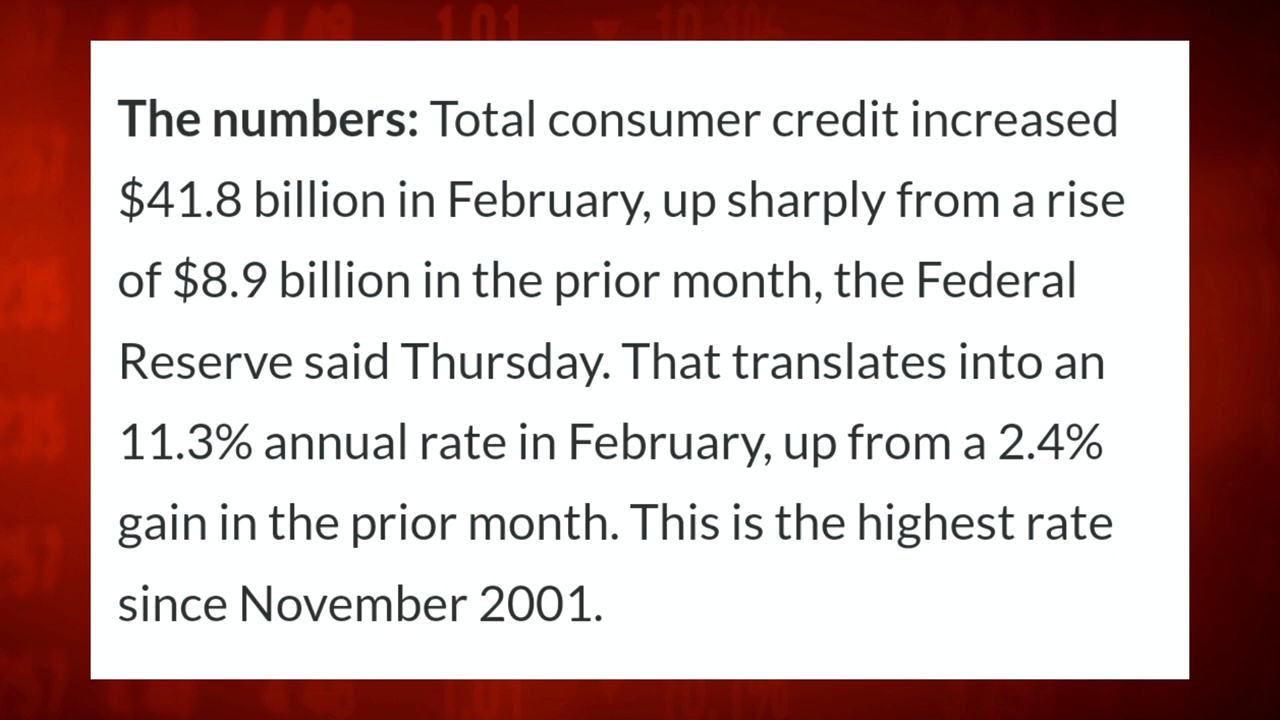 The numbers: Total consumer credit increased
$41.8 billion in February, up sharply from a rise
of $8.9 billion in the prior month, the Federal
Reserve said Thursday. That translates into an
11.3% annual rate in February, up from a 2.4%
gain in the prior month. This is the highest rate
since November 2001.